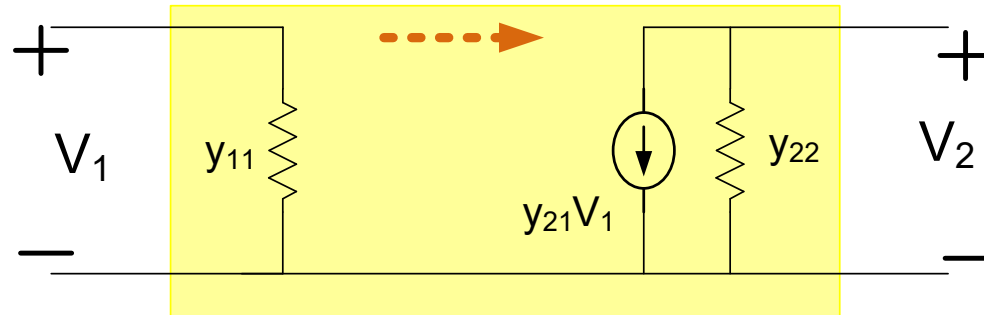 +
+
V₁
y₁₁
y₂₁V₁
y₂₂
V₂
−
−